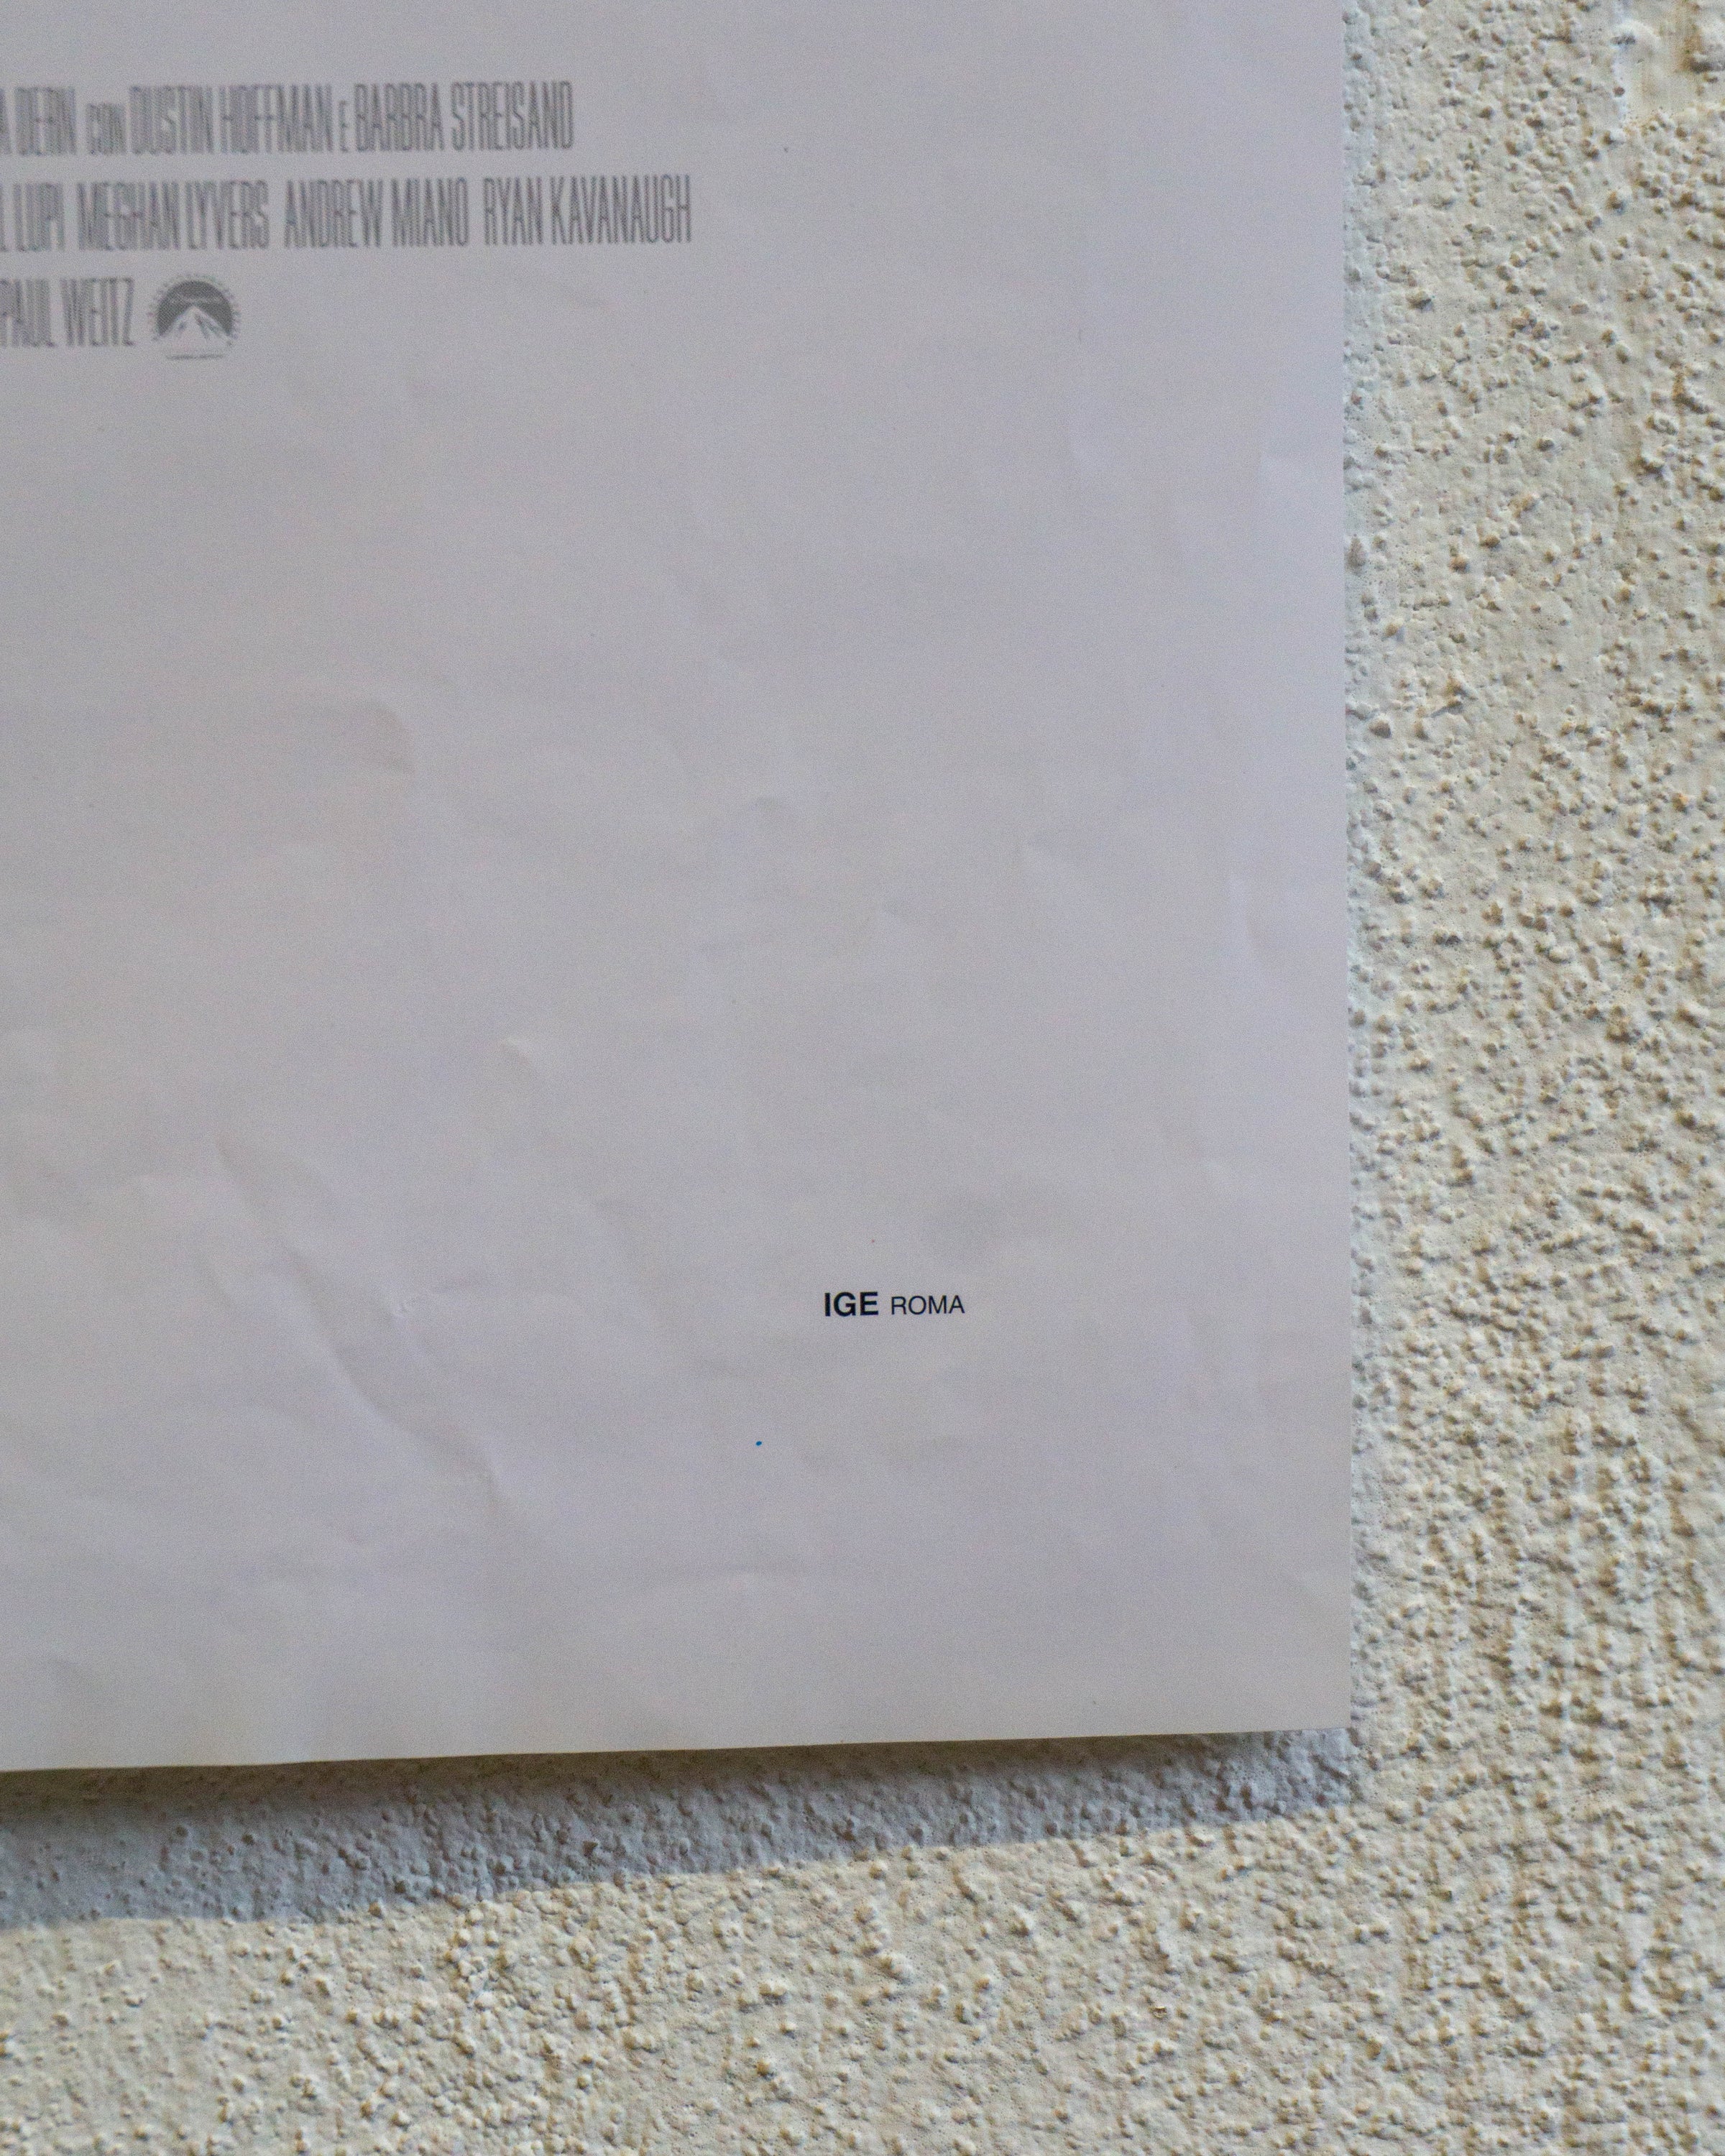 A DERN CON DUSTIN HOFFMAN E BARBRA STREISAND
L LUPI MEGHAN LYVERS ANDREW MIANO RYAN KAVANAUGH
PAUL WEITZ
IGE ROMA